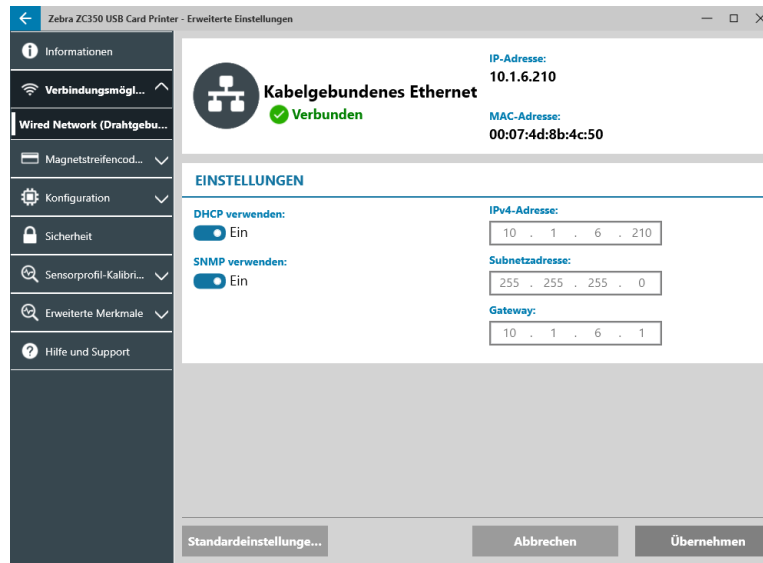 Zebra ZC350 USB Card Printer - Erweiterte Einstellungen
Informationen
Verbindungsmögl...
Wired Network (Drahtgebu...
Magnetstreifencod...
Konfiguration
Sicherheit
Sensorprofil-Kalibri...
Erweiterte Merkmale
Hilfe und Support
Kabelgebundenes Ethernet
Verbunden
IP-Adresse:
10.1.6.210
MAC-Adresse:
00:07:4d:8b:4c:50
EINSTELLUNGEN
DHCP verwenden:
Ein
SNMP verwenden:
Ein
IPv4-Adresse:
10 . 1 . 6 . 210
Subnetzadresse:
255 . 255 . 255 . 0
Gateway:
10 . 1 . 6 . 1
Standardeinstellunge...
Abbrechen
Übernehmen